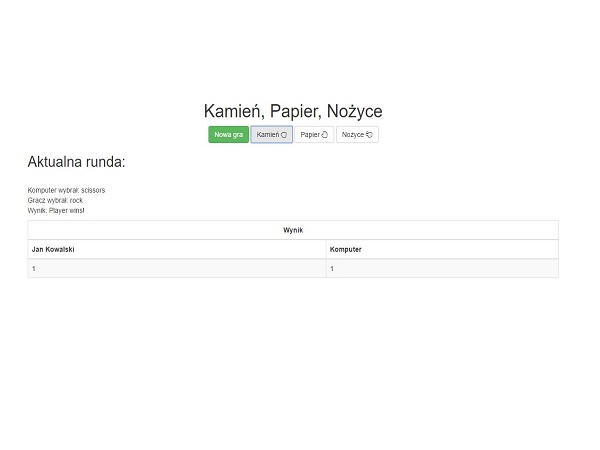 Kamień, Papier, Nożyce
Nowa gra Kamień Papier Nożyce
Aktualna runda:
Komputer wybrał: scissors
Gracz wybrał: rock
Wynik: Player wins!
Wynik
Jan Kowalski Komputer
1 1